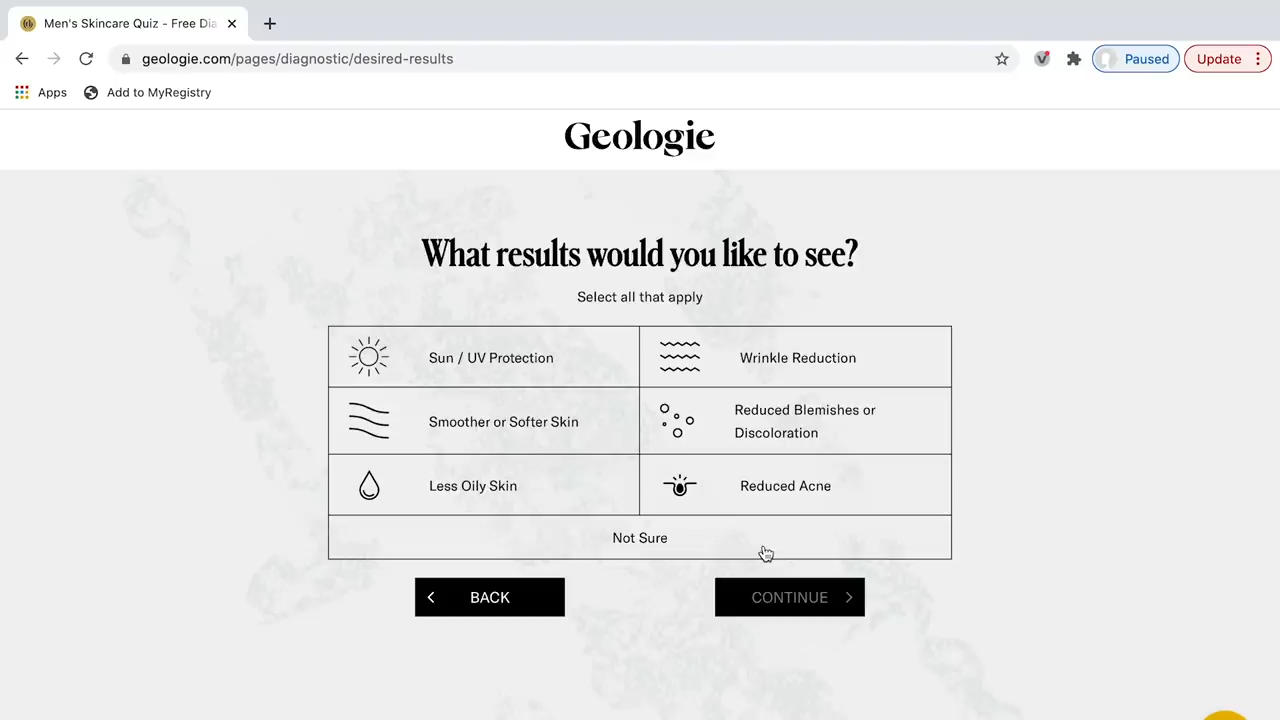 Men's Skincare Quiz - Free Dia
geologie.com/pages/diagnostic/desired-results
Paused
Update
Apps
Add to MyRegistry
Geologie
What results would you like to see?
Select all that apply
Sun / UV Protection
Wrinkle Reduction
Smoother or Softer Skin
Reduced Blemishes or
Discoloration
Less Oily Skin
Reduced Acne
Not Sure
BACK
CONTINUE